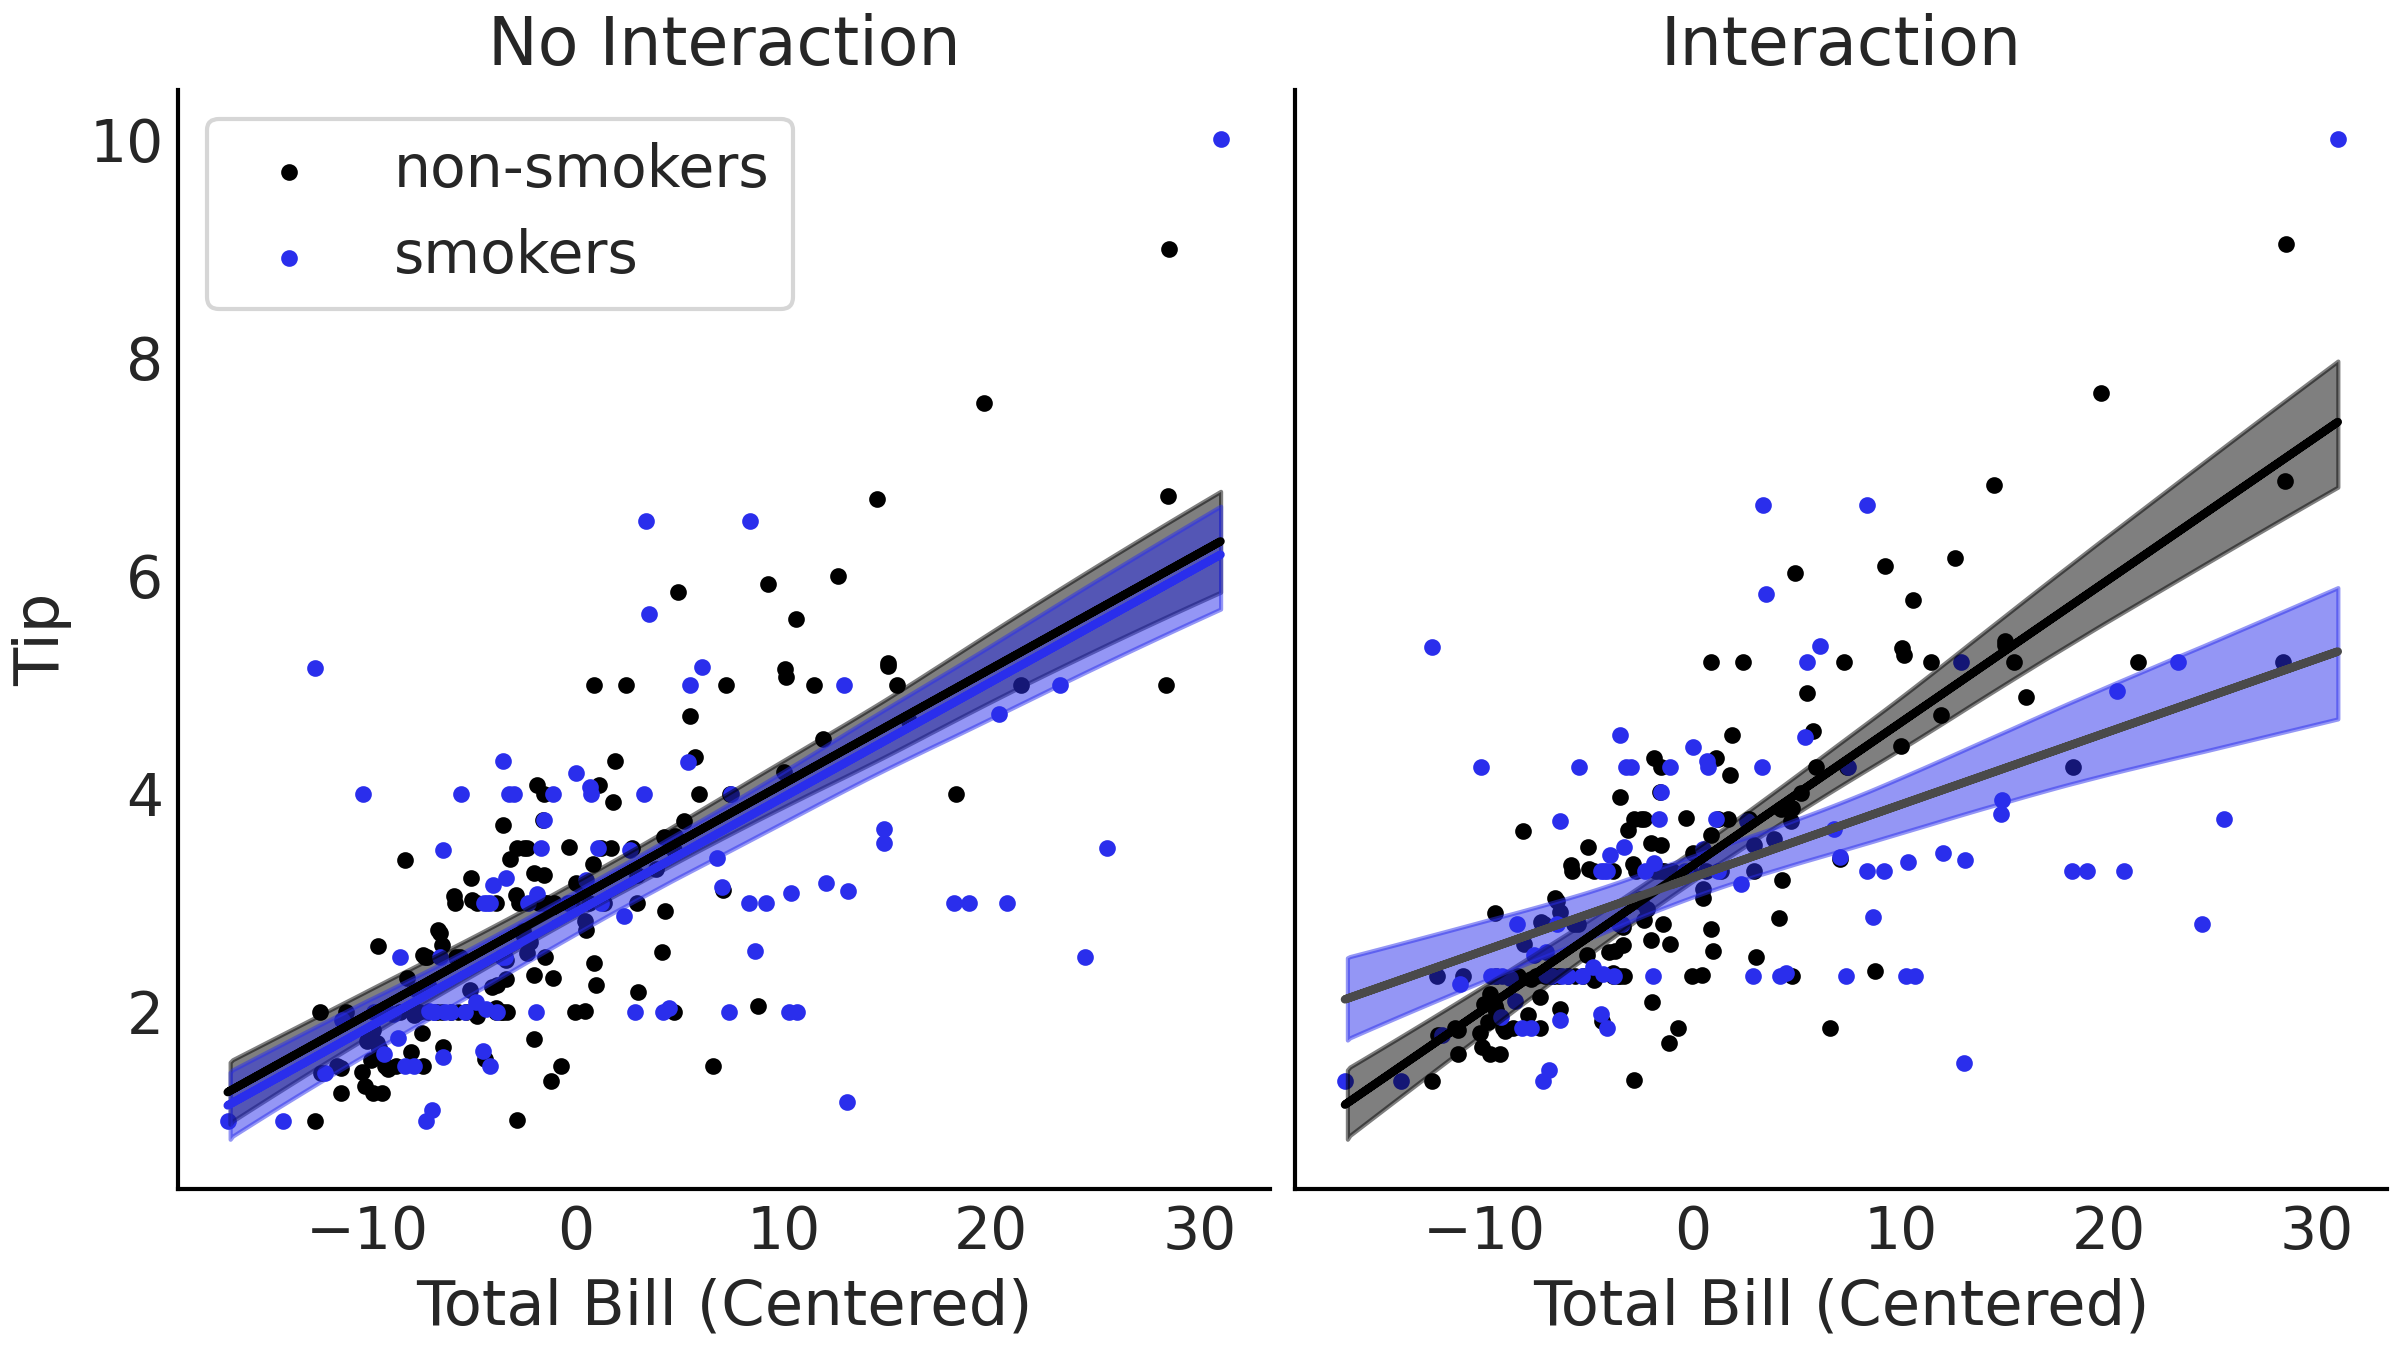 No Interaction
Interaction
non-smokers
smokers
Tip
10
8
6
4
2
−10 0 10 20 30
−10 0 10 20 30
Total Bill (Centered)
Total Bill (Centered)